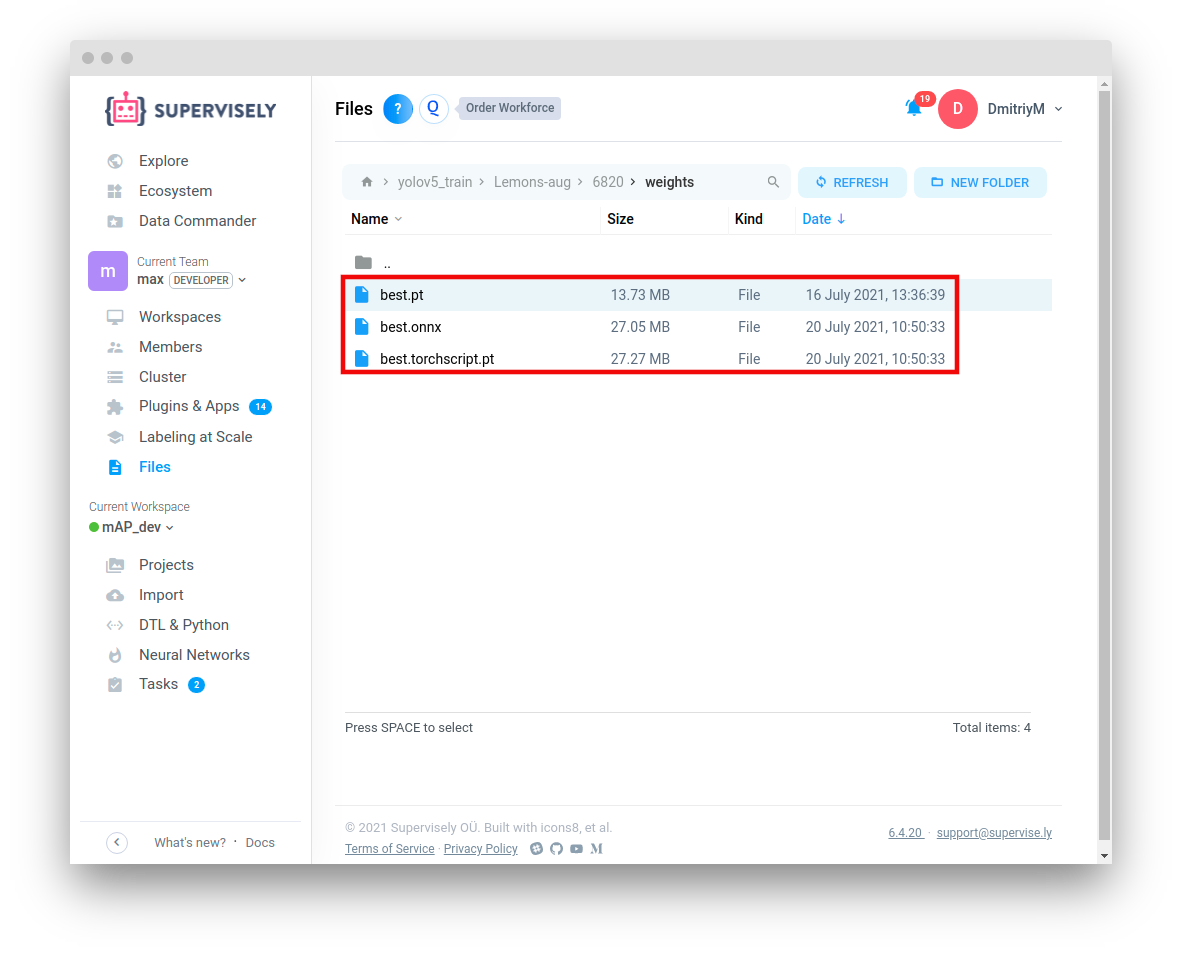 SUPERVISELY
Explore
Ecosystem
Data Commander
Current Team
m
max DEVELOPER
Workspaces
Members
Cluster
Plugins & Apps 14
Labeling at Scale
Files
Current Workspace
mAP_dev
Projects
Import
DTL & Python
Neural Networks
Tasks 2
What's new? · Docs
Files ? Q Order Workforce
19 D DmitriyM
yolov5_train Lemons-aug 6820 weights
REFRESH NEW FOLDER
Name Size Kind Date
..
best.pt 13.73 MB File 16 July 2021, 13:36:39
best.onnx 27.05 MB File 20 July 2021, 10:50:33
best.torchscript.pt 27.27 MB File 20 July 2021, 10:50:33
Press SPACE to select Total items: 4
© 2021 Supervisely OÜ. Built with icons8, et al.
Terms of Service · Privacy Policy
6.4.20 · support@supervise.ly